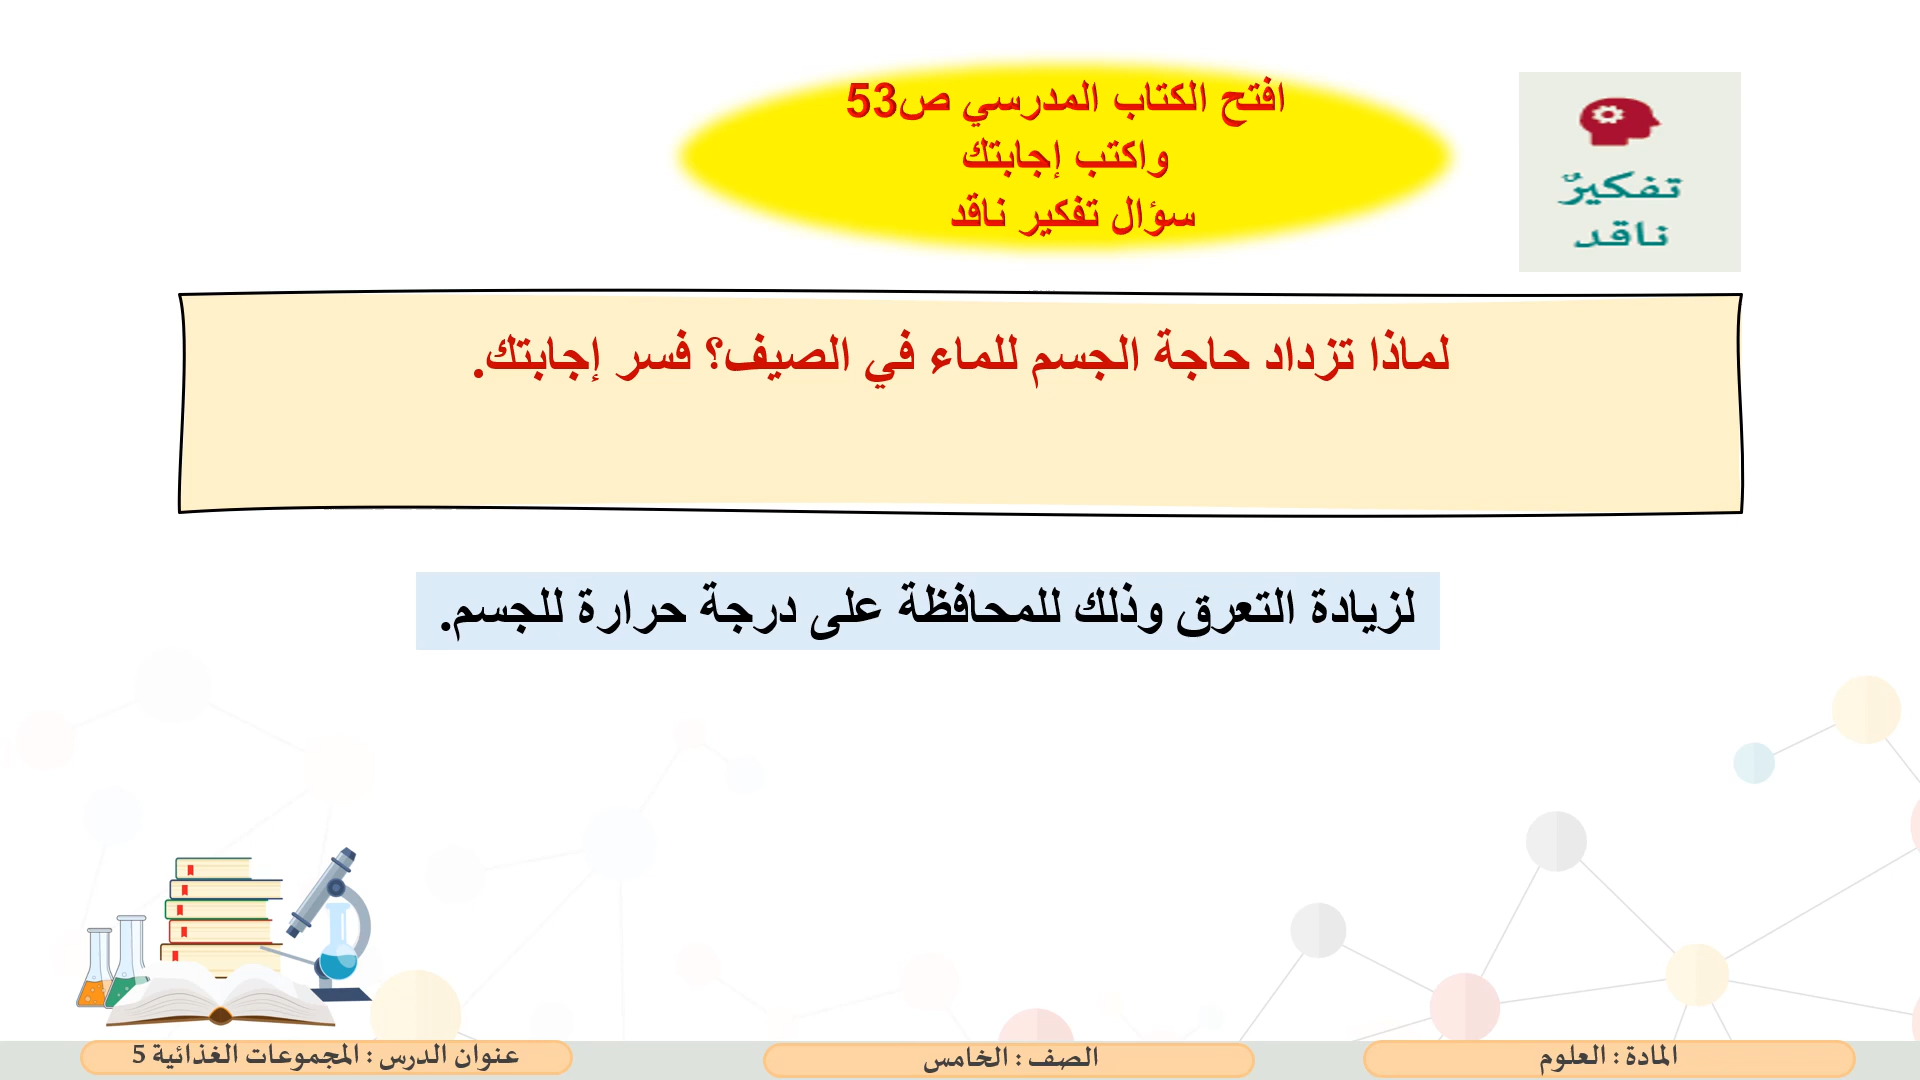 افتح الكتاب المدرسي ص53
واكتب إجابتك
سؤال تفكير ناقد
تفكيرٌ
ناقد
لماذا تزداد حاجة الجسم للماء في الصيف؟ فسر إجابتك.
لزيادة التعرق وذلك للمحافظة على درجة حرارة للجسم.
المادة : العلوم
الصف : الخامس
عنوان الدرس : المجموعات الغذائية 5